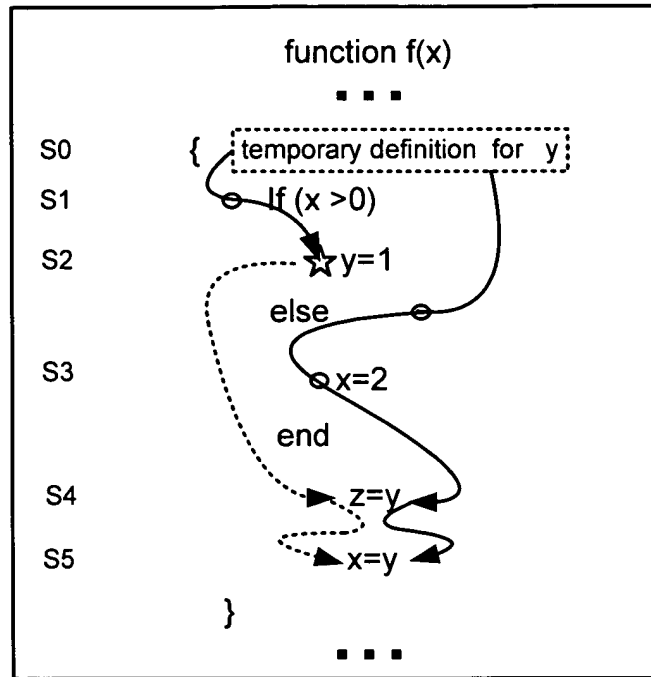 function f(x)
S0 { temporary definition for y
S1 If (x >0)
S2 y=1
else
S3 x=2
end
S4 z=y
S5 x=y
}